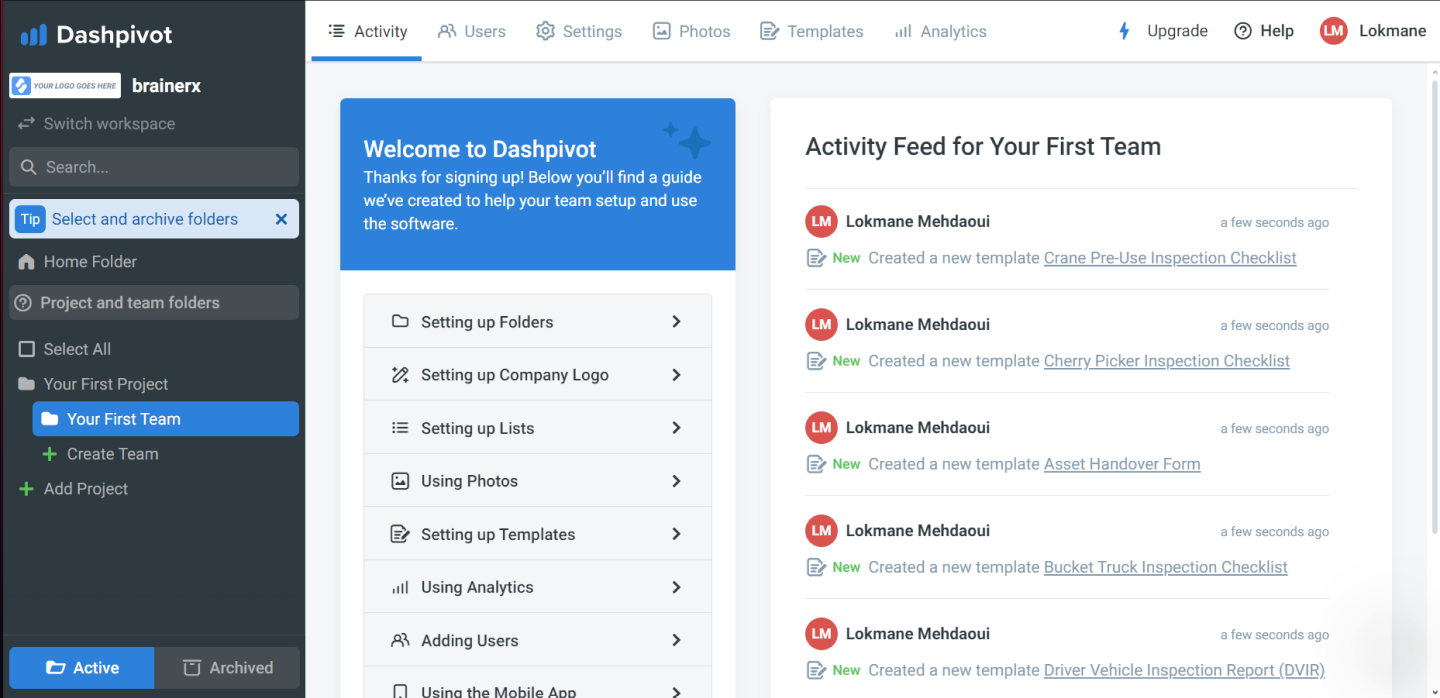 Dashpivot
YOUR LOGO GOES HERE
brainerx
Switch workspace
Search...
Tip Select and archive folders
Home Folder
Project and team folders
Select All
Your First Project
Your First Team
Create Team
Add Project
Active
Archived
Activity
Users
Settings
Photos
Templates
Analytics
Upgrade
Help
LM Lokmane
Welcome to Dashpivot
Thanks for signing up! Below you’ll find a guide
we’ve created to help your team setup and use
the software.
Setting up Folders
Setting up Company Logo
Setting up Lists
Using Photos
Setting up Templates
Using Analytics
Adding Users
Using the Mobile App
Activity Feed for Your First Team
LM Lokmane Mehdaoui a few seconds ago
New Created a new template Crane Pre-Use Inspection Checklist
LM Lokmane Mehdaoui a few seconds ago
New Created a new template Cherry Picker Inspection Checklist
LM Lokmane Mehdaoui a few seconds ago
New Created a new template Asset Handover Form
LM Lokmane Mehdaoui a few seconds ago
New Created a new template Bucket Truck Inspection Checklist
LM Lokmane Mehdaoui a few seconds ago
New Created a new template Driver Vehicle Inspection Report (DVIR)